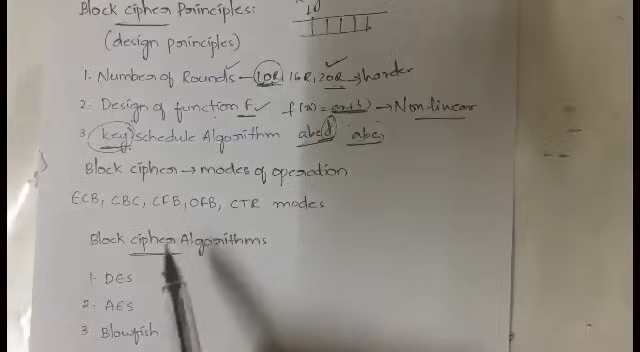 Block cipher Principles:
(design principles)
1. Number of Rounds - 10R, 16R, 20R → harder
2. Design of function F f(x) = → Non-linear
3. key schedule Algorithm abcd abc,
Block cipher → modes of operation
ECB, CBC, CFB, OFB, CTR modes
Block cipher Algorithms
1. DES
2. AES
3 Blowfish